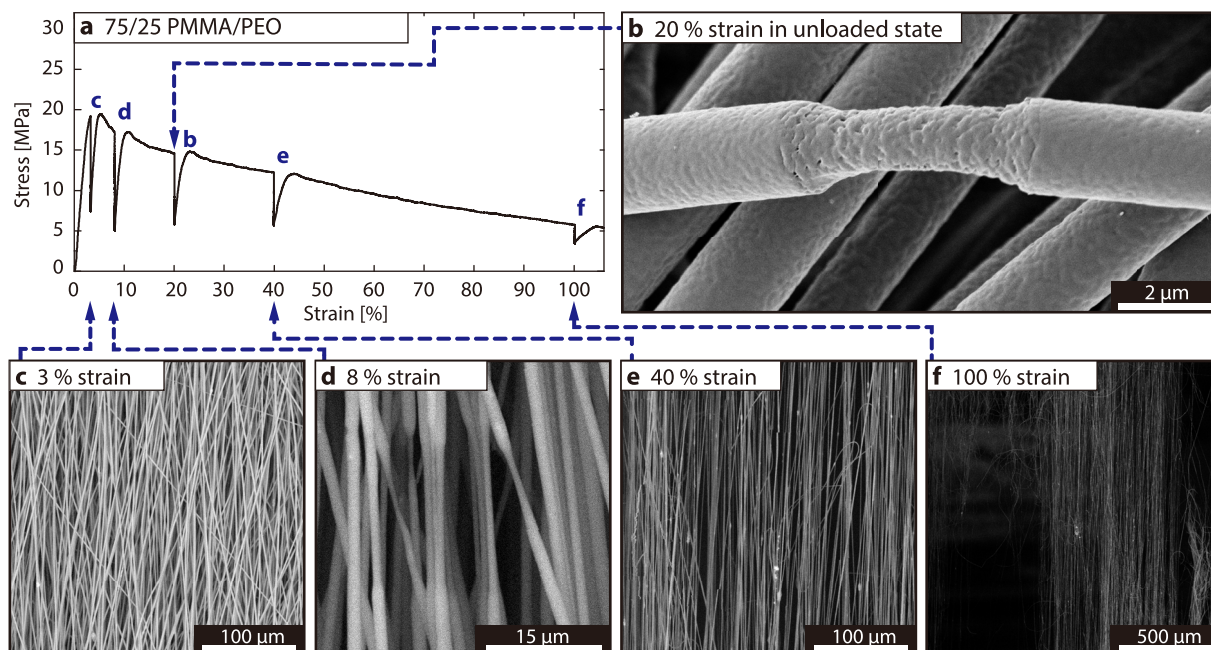 a 75/25 PMMA/PEO
30
25
20
15
10
5
0
Stress [MPa]
c
d
b
e
f
0 10 20 30 40 50 60 70 80 90 100
Strain [%]
b 20 % strain in unloaded state
2 µm
c 3 % strain
100 µm
d 8 % strain
15 µm
e 40 % strain
100 µm
f 100 % strain
500 µm